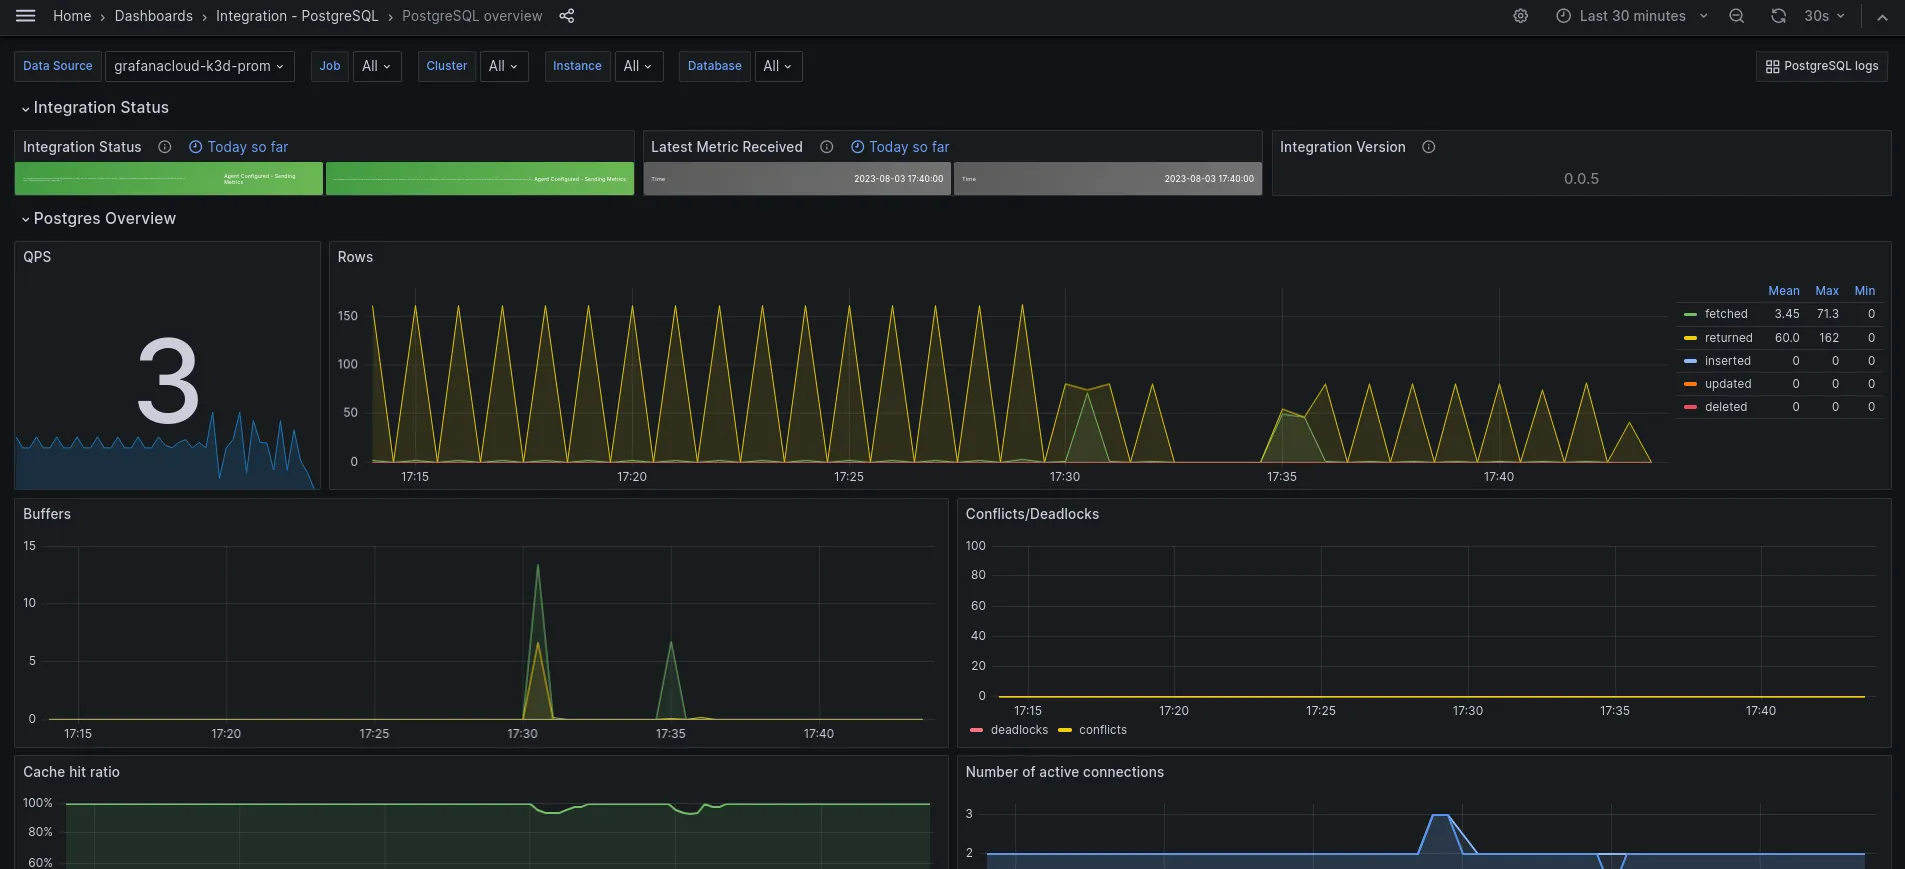 Home › Dashboards › Integration - PostgreSQL › PostgreSQL overview
Last 30 minutes
30s
Data Source grafanacloud-k3d-prom
Job All
Cluster All
Instance All
Database All
PostgreSQL logs
Integration Status
Integration Status Today so far
Agent Configured - Sending
Metrics
Agent Configured - Sending Metrics
Latest Metric Received Today so far
Time 2023-08-03 17:40:00
Time 2023-08-03 17:40:00
Integration Version
0.0.5
Postgres Overview
QPS
3
Rows
150
100
50
0
17:15 17:20 17:25 17:30 17:35 17:40
Mean Max Min
fetched 3.45 71.3 0
returned 60.0 162 0
inserted 0 0 0
updated 0 0 0
deleted 0 0 0
Buffers
15
10
5
0
17:15 17:20 17:25 17:30 17:35 17:40
Conflicts/Deadlocks
100
80
60
40
20
0
17:15 17:20 17:25 17:30 17:35 17:40
deadlocks conflicts
Cache hit ratio
100%
80%
60%
Number of active connections
3
2